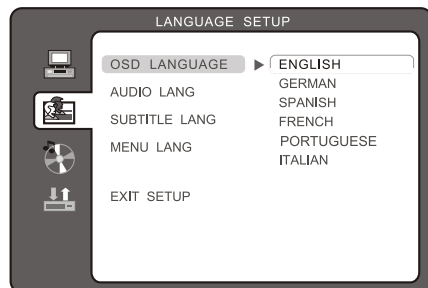 LANGUAGE SETUP
OSD LANGUAGE
AUDIO LANG
SUBTITLE LANG
MENU LANG
EXIT SETUP
ENGLISH
GERMAN
SPANISH
FRENCH
PORTUGUESE
ITALIAN